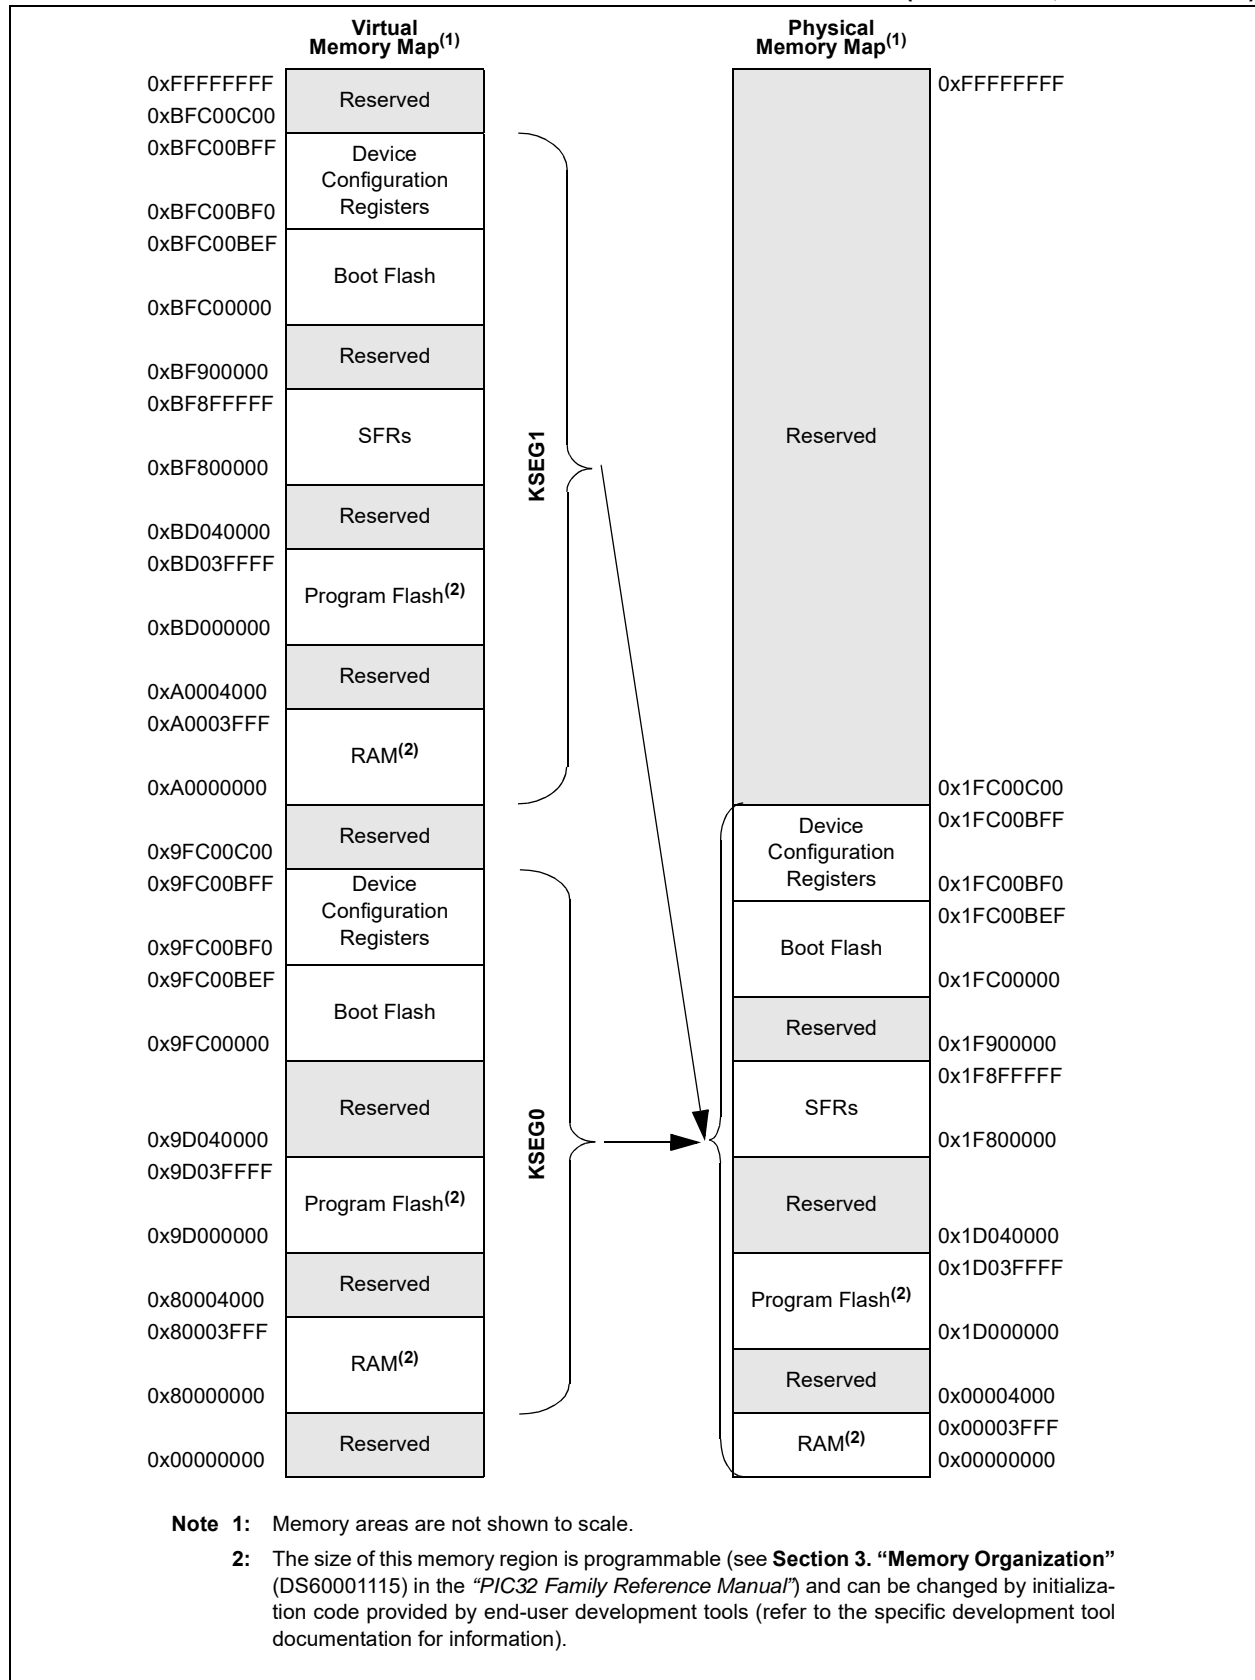 Virtual
Memory Map(1)
0xFFFFFFFF
Reserved
0xBFC00C00
0xBFC00BFF
Device
Configuration
Registers
0xBFC00BF0
0xBFC00BEF
Boot Flash
0xBFC00000
Reserved
0xBF900000
0xBF8FFFFF
SFRs
0xBF800000
Reserved
0xBD040000
0xBD03FFFF
Program Flash(2)
0xBD000000
Reserved
0xA0004000
0xA0003FFF
RAM(2)
0xA0000000
Reserved
0x9FC00C00
0x9FC00BFF
Device
Configuration
Registers
0x9FC00BF0
0x9FC00BEF
Boot Flash
0x9FC00000
Reserved
0x9D040000
0x9D03FFFF
Program Flash(2)
0x9D000000
Reserved
0x80004000
0x80003FFF
RAM(2)
0x80000000
Reserved
0x00000000
KSEG1
KSEG0
Physical
Memory Map(1)
0xFFFFFFFF
Reserved
0x1FC00C00
0x1FC00BFF
Device
Configuration
Registers
0x1FC00BF0
0x1FC00BEF
Boot Flash
0x1FC00000
Reserved
0x1F900000
0x1F8FFFFF
SFRs
0x1F800000
Reserved
0x1D040000
0x1D03FFFF
Program Flash(2)
0x1D000000
Reserved
0x00004000
0x00003FFF
RAM(2)
0x00000000
Note 1: Memory areas are not shown to scale.
2: The size of this memory region is programmable (see Section 3. “Memory Organization”
(DS60001115) in the “PIC32 Family Reference Manual”) and can be changed by initializa-
tion code provided by end-user development tools (refer to the specific development tool
documentation for information).